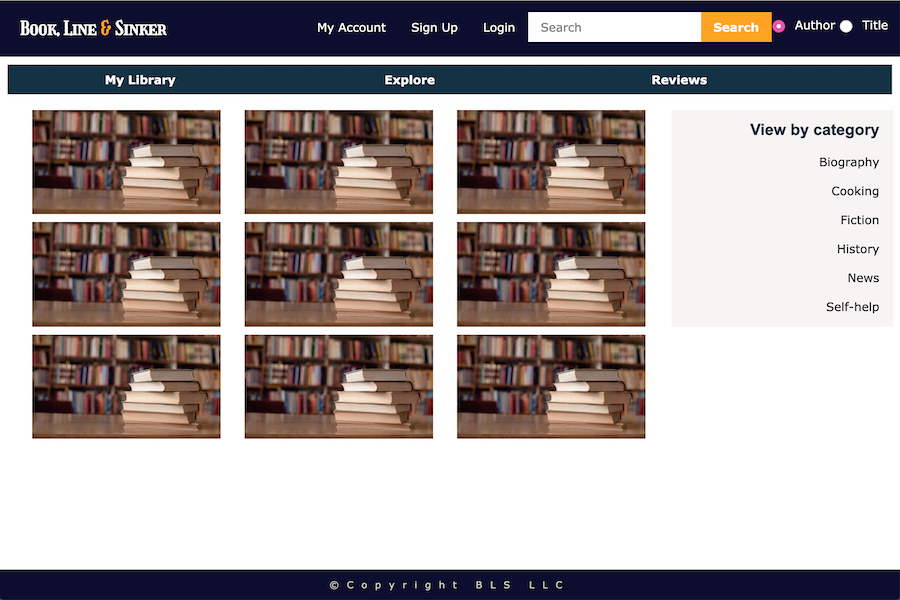 Book, Line & Sinker
My Account
Sign Up
Login
Search
Search
Author
Title
My Library
Explore
Reviews
View by category
Biography
Cooking
Fiction
History
News
Self-help
©Copyright BLS LLC